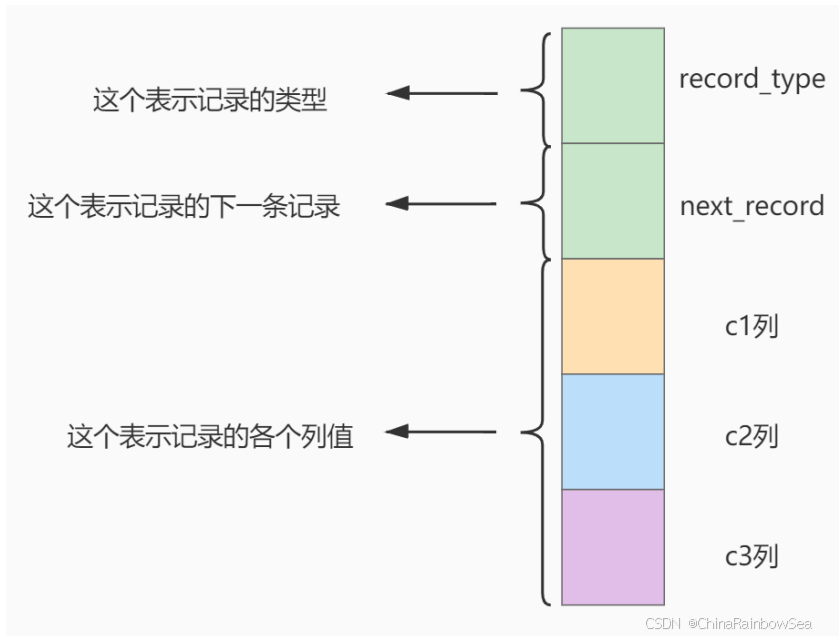 这个表示记录的类型
record_type
这个表示记录的下一条记录
next_record
c1列
这个表示记录的各个列值
c2列
c3列
CSDN @ChinaRainbowSea